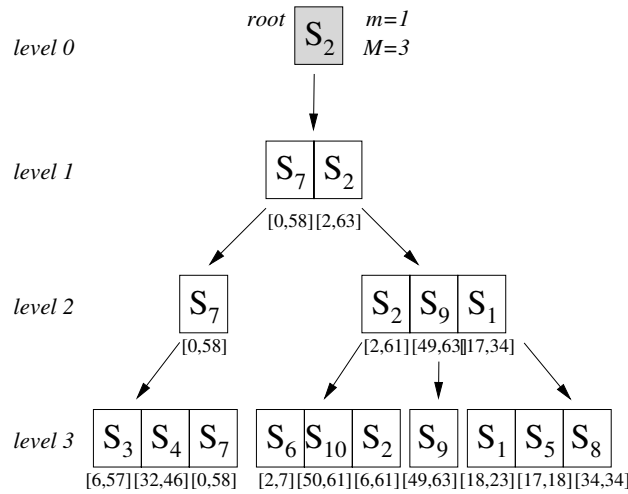 root S₂ m=1
level 0 M=3
level 1 S₇ S₂
[0,58] [2,63]
level 2 S₇ S₂ S₉ S₁
[0,58] [2,61] [49,63] [17,34]
level 3 S₃ S₄ S₇ S₆ S₁₀ S₂ S₉ S₁ S₅ S₈
[6,57] [32,46] [0,58] [2,7] [50,61] [6,61] [49,63] [18,23] [17,18] [34,34]